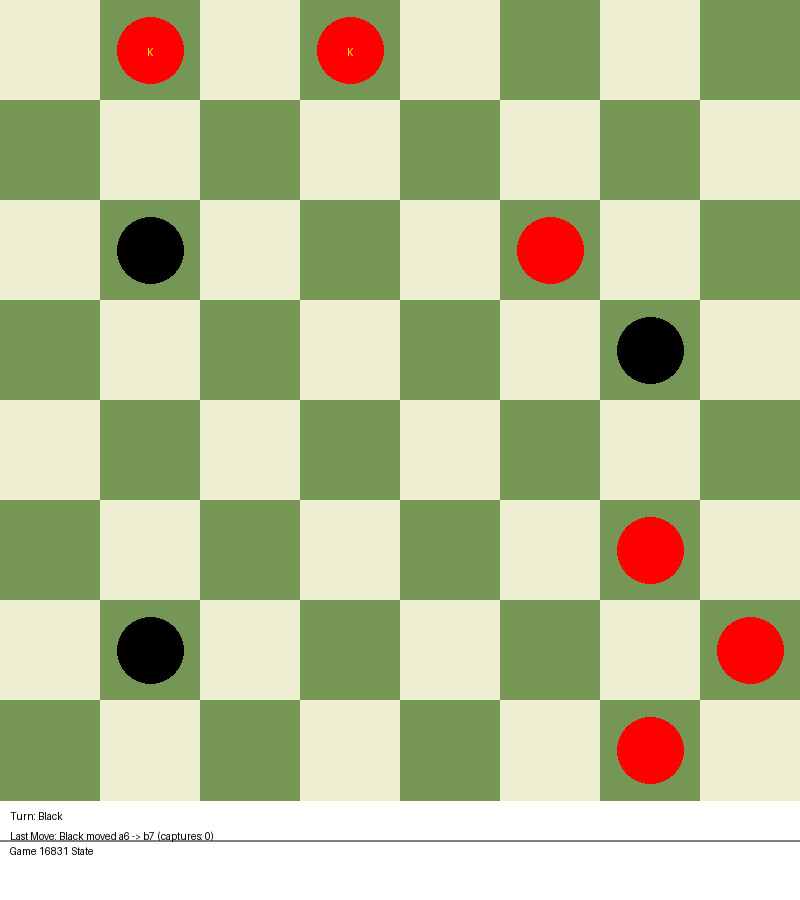 K K
Turn: Black
Last Move: Black moved a6 -> b7 (captures: 0)
Game 16831 State